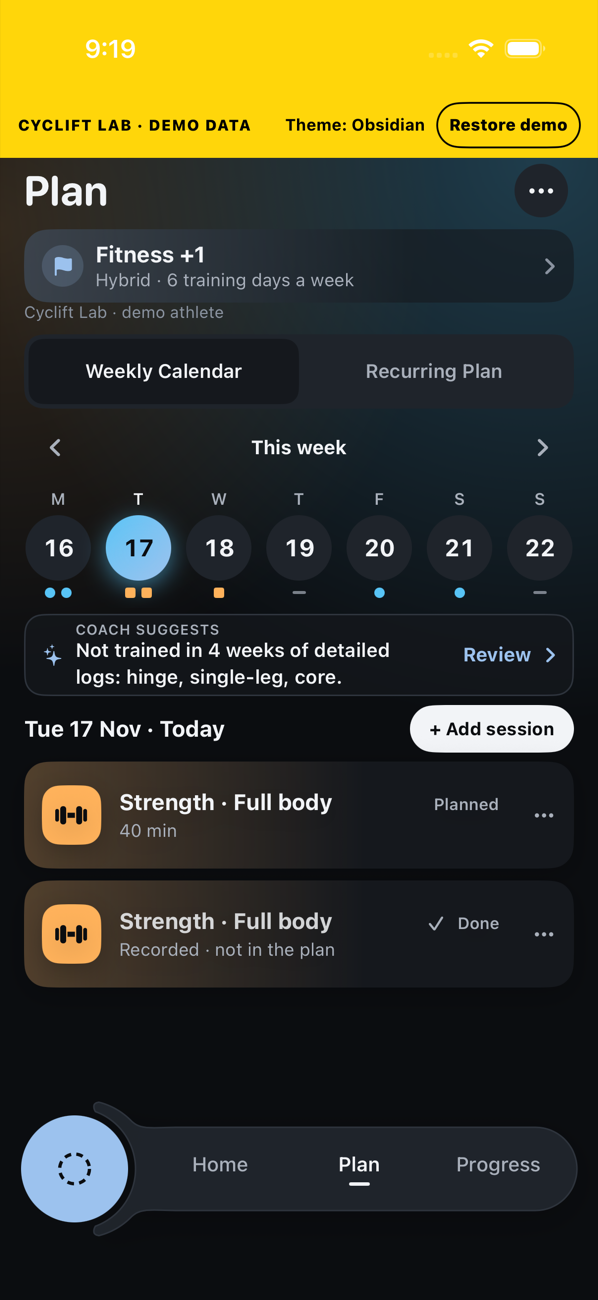 9:19
CYCLIFT LAB · DEMO DATA
Theme: Obsidian
Restore demo
Plan
Fitness +1
Hybrid · 6 training days a week
Cyclift Lab · demo athlete
Weekly Calendar
Recurring Plan
This week
M T W T F S S
16 17 18 19 20 21 22
COACH SUGGESTS
Not trained in 4 weeks of detailed
logs: hinge, single-leg, core.
Review
Tue 17 Nov · Today
+ Add session
Strength · Full body
Planned
40 min
Strength · Full body
Done
Recorded · not in the plan
Home
Plan
Progress